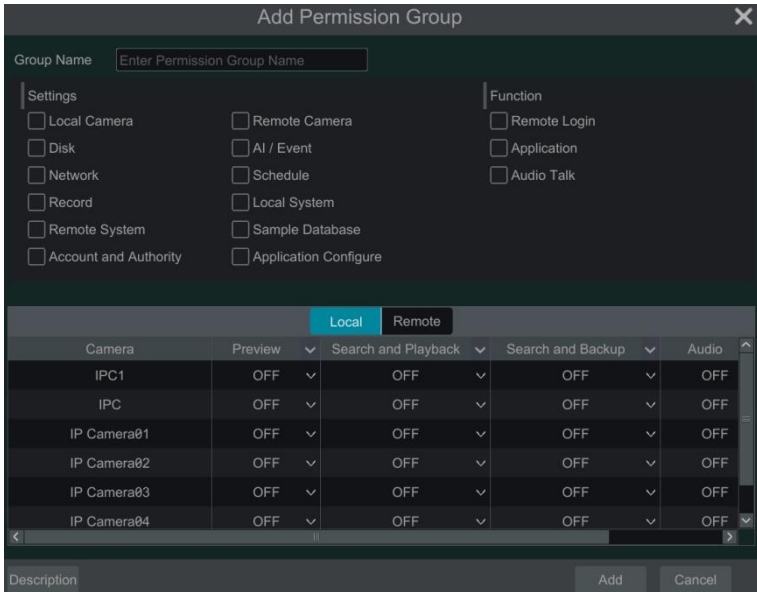 Add Permission Group
Group Name Enter Permission Group Name
Settings Function
Local Camera Remote Camera Remote Login
Disk AI / Event Application
Network Schedule Audio Talk
Record Local System
Remote System Sample Database
Account and Authority Application Configure
Local Remote
Camera Preview Search and Playback Search and Backup Audio
IPC1 OFF OFF OFF OFF
IPC OFF OFF OFF OFF
IP Camera01 OFF OFF OFF OFF
IP Camera02 OFF OFF OFF OFF
IP Camera03 OFF OFF OFF OFF
IP Camera04 OFF OFF OFF OFF
Description Add Cancel